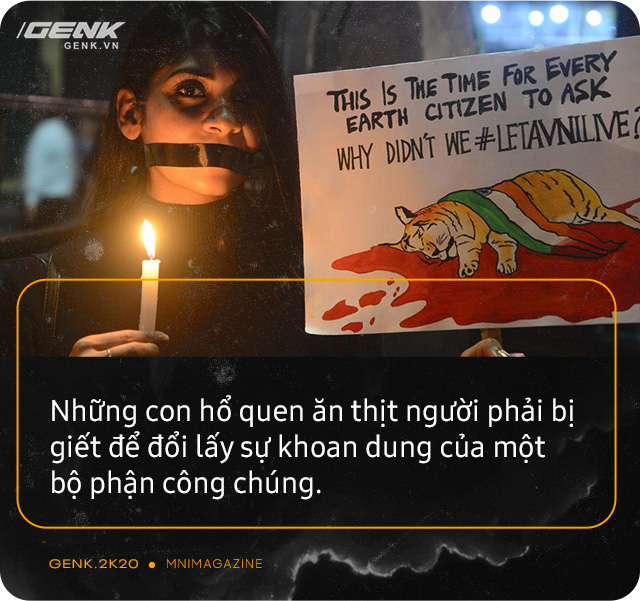 GENK
GENK.VN
THIS IS THE TIME FOR EVERY
EARTH CITIZEN TO ASK
WHY DIDN'T WE #LETAVNILIVE?
Những con hổ quen ăn thịt người phải bị
giết để đổi lấy sự khoan dung của một
bộ phận công chúng.
GENK.2K20 • MNIMAGAZINE